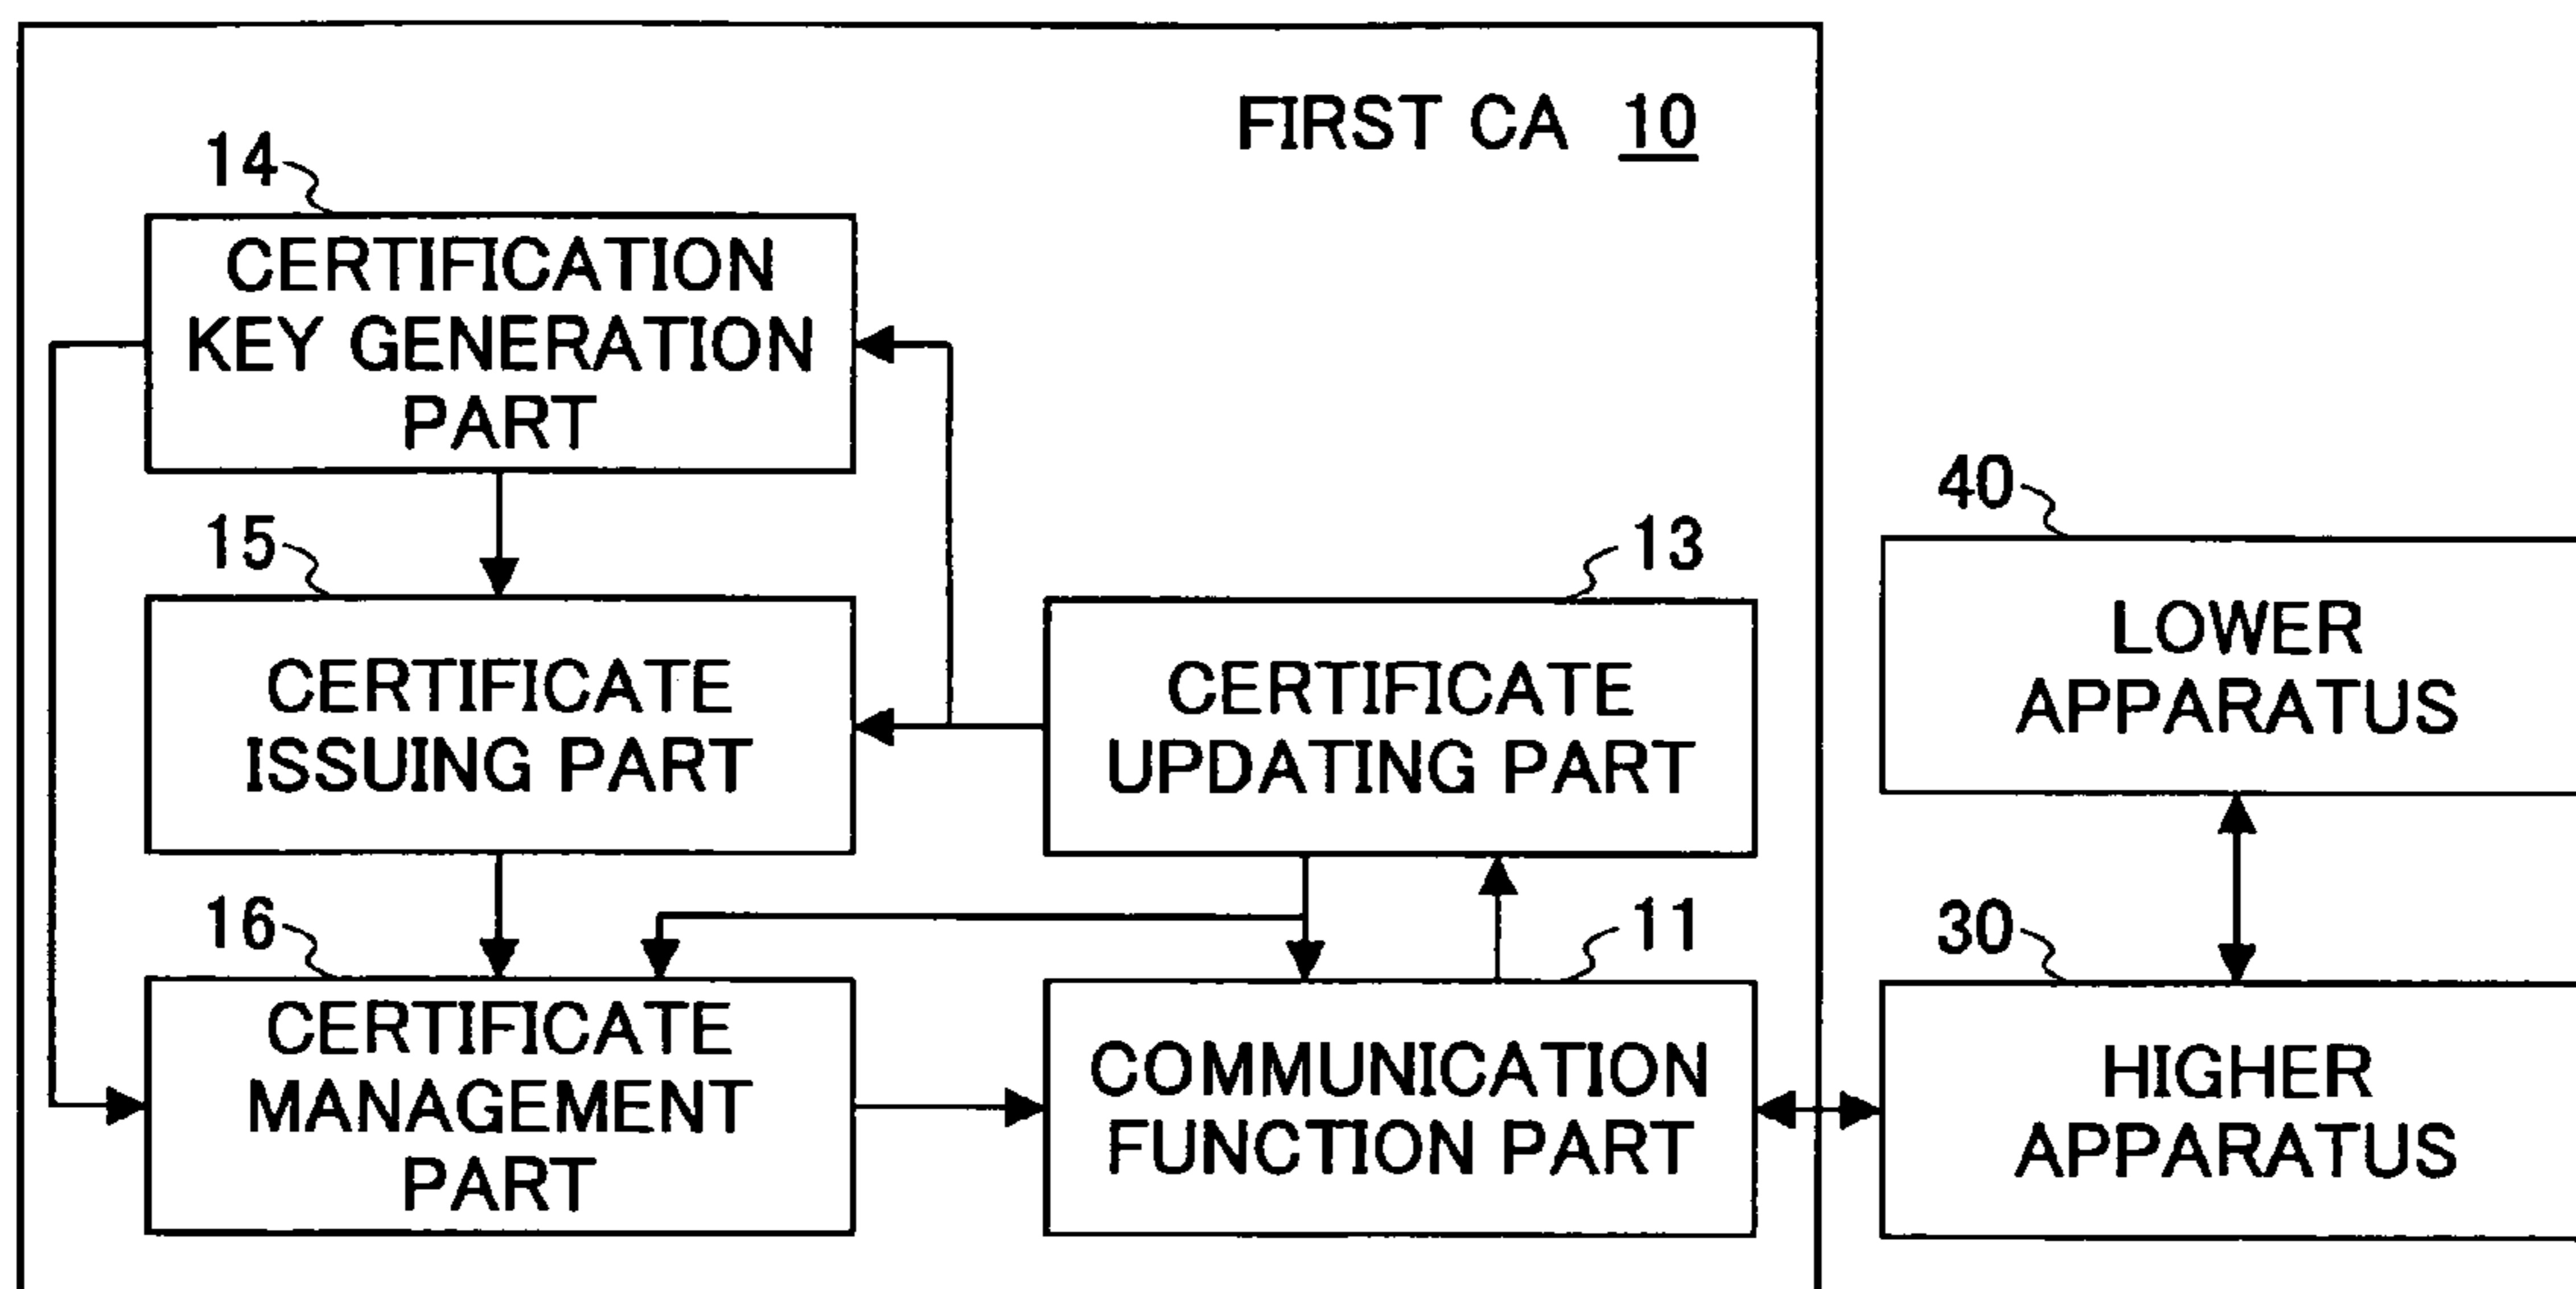 FIRST CA 10
14
CERTIFICATION
KEY GENERATION
PART
15
CERTIFICATE
ISSUING PART
13
CERTIFICATE
UPDATING PART
40
LOWER
APPARATUS
16
CERTIFICATE
MANAGEMENT
PART
11
COMMUNICATION
FUNCTION PART
30
HIGHER
APPARATUS